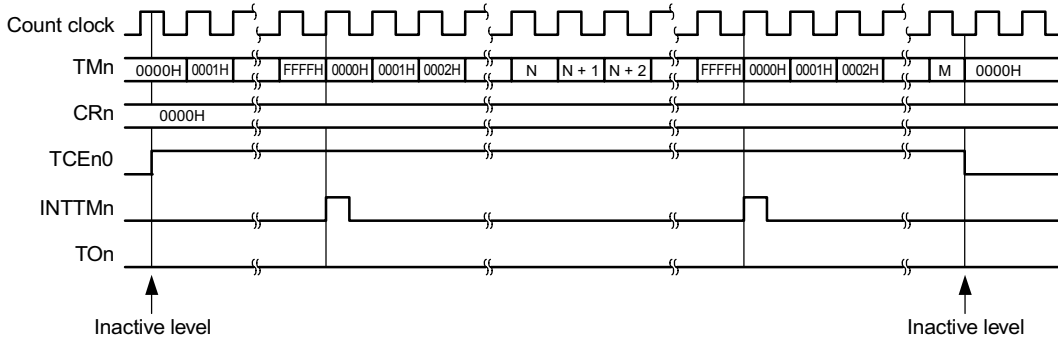 Count clock
TMn 0000H 0001H FFFFH 0000H 0001H 0002H N N + 1 N + 2 FFFFH 0000H 0001H 0002H M 0000H
CRn 0000H
TCEn0
INTTMn
TOn
Inactive level Inactive level